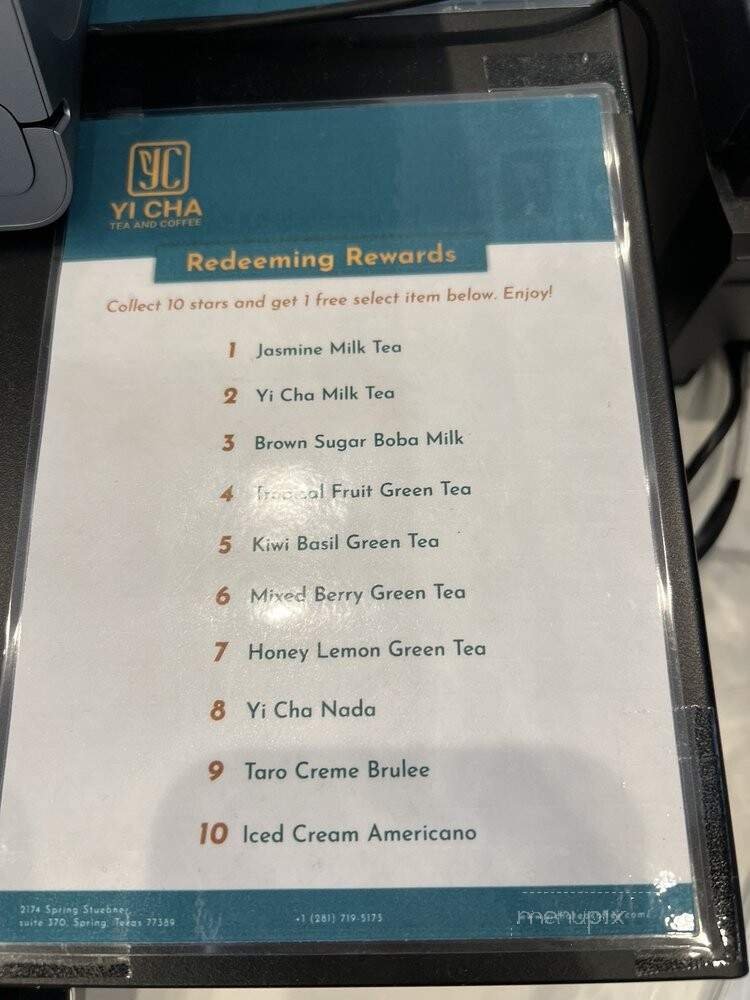 YC
YI CHA
TEA AND COFFEE
Redeeming Rewards
Collect 10 stars and get 1 free select item below. Enjoy!
1 Jasmine Milk Tea
2 Yi Cha Milk Tea
3 Brown Sugar Boba Milk
4 Tropical Fruit Green Tea
5 Kiwi Basil Green Tea
6 Mixed Berry Green Tea
7 Honey Lemon Green Tea
8 Yi Cha Nada
9 Taro Creme Brulee
10 Iced Cream Americano
2174 Spring Stuebner
suite 370, Spring, Texas 77389
+1 (281) 719-5175
menupix